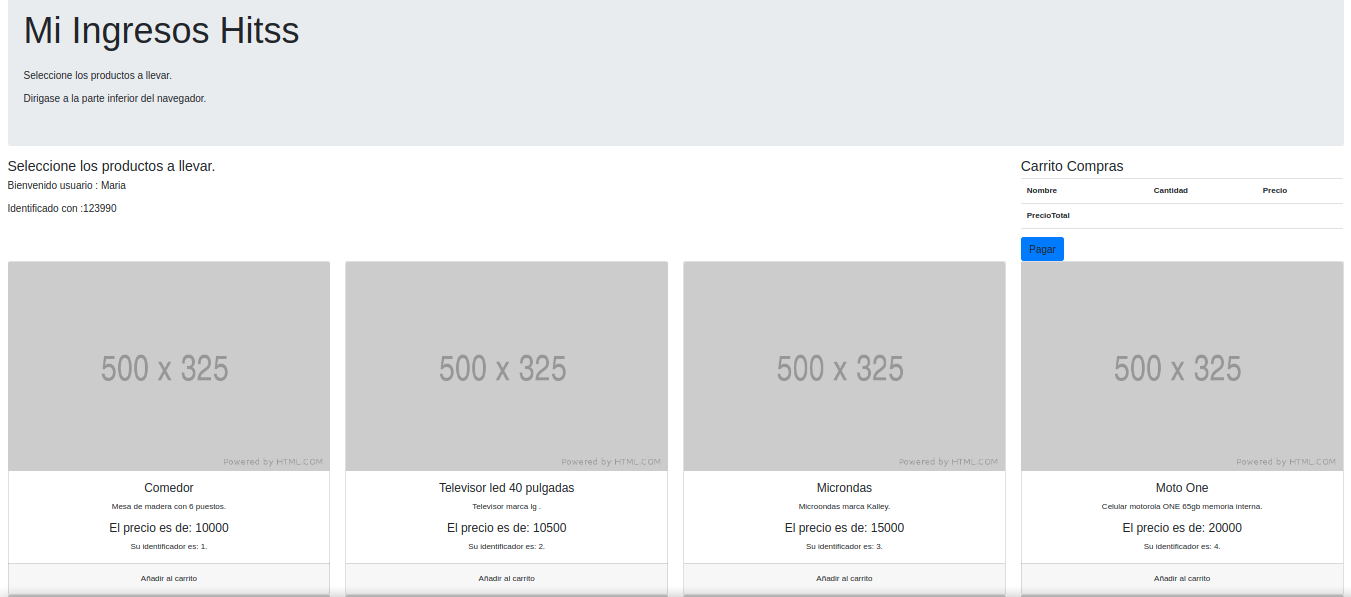 Mi Ingresos Hitss
Seleccione los productos a llevar.
Dirigase a la parte inferior del navegador.
Seleccione los productos a llevar.
Bienvenido usuario : Maria
Identificado con :123990
Carrito Compras
Nombre Cantidad Precio
PrecioTotal
Pagar
500 x 325
Powered by HTML.COM
Comedor
Mesa de madera con 6 puestos.
El precio es de: 10000
Su identificador es: 1.
Añadir al carrito
500 x 325
Powered by HTML.COM
Televisor led 40 pulgadas
Televisor marca lg .
El precio es de: 10500
Su identificador es: 2.
Añadir al carrito
500 x 325
Powered by HTML.COM
Microndas
Microondas marca Kalley.
El precio es de: 15000
Su identificador es: 3.
Añadir al carrito
500 x 325
Powered by HTML.COM
Moto One
Celular motorola ONE 65gb memoria interna.
El precio es de: 20000
Su identificador es: 4.
Añadir al carrito